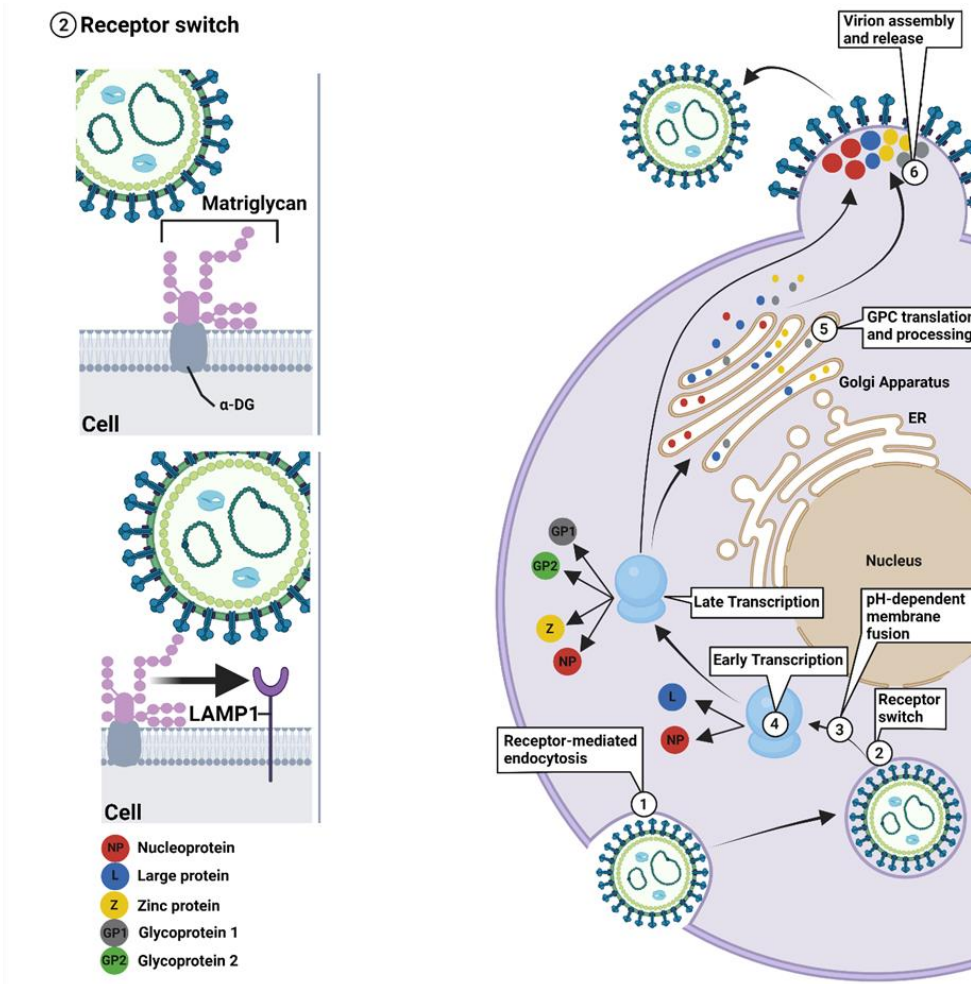 2 Receptor switch
Matriglycan
α-DG
Cell
LAMP1
Cell
NP Nucleoprotein
L Large protein
Z Zinc protein
GP1 Glycoprotein 1
GP2 Glycoprotein 2
Virion assembly
and release
6
5
GPC translation
and processing
Golgi Apparatus
ER
Nucleus
GP1
GP2
Z
NP
Late Transcription
pH-dependent
membrane
fusion
Early Transcription
L
NP
4
3
Receptor
switch
2
Receptor-mediated
endocytosis
1